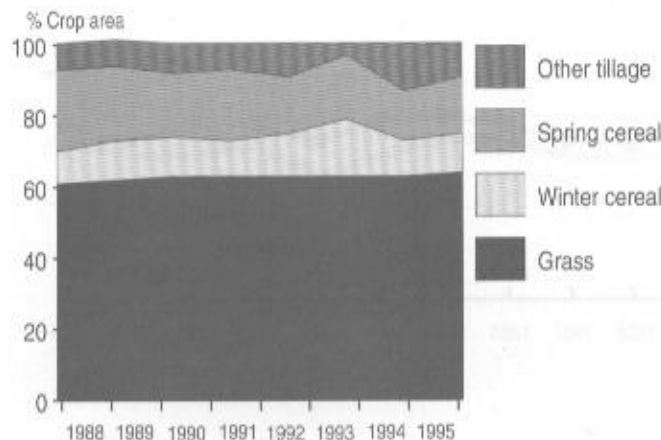 % Crop area
100
80
60
40
20
0
1988 1989 1990 1991 1992 1993 1994 1995
Other tillage
Spring cereal
Winter cereal
Grass